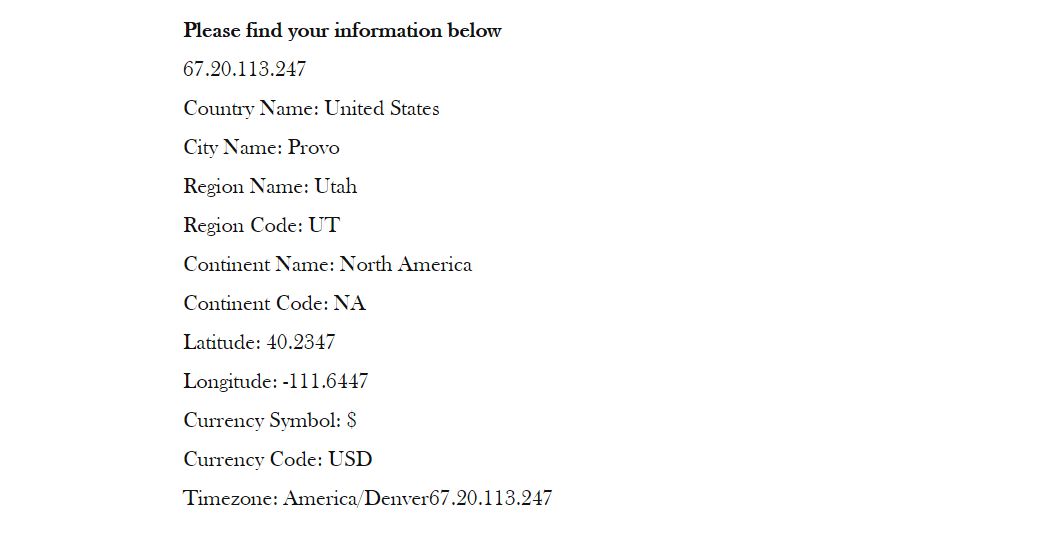 Please find your information below
67.20.113.247
Country Name: United States
City Name: Provo
Region Name: Utah
Region Code: UT
Continent Name: North America
Continent Code: NA
Latitude: 40.2347
Longitude: -111.6447
Currency Symbol: $
Currency Code: USD
Timezone: America/Denver67.20.113.247